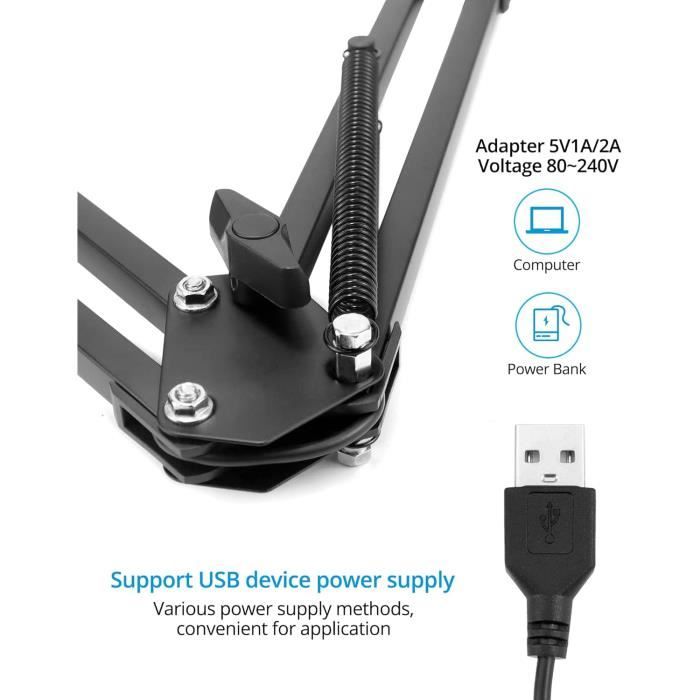 Adapter 5V1A/2A
Voltage 80~240V
Computer
Power Bank
Support USB device power supply
Various power supply methods,
convenient for application